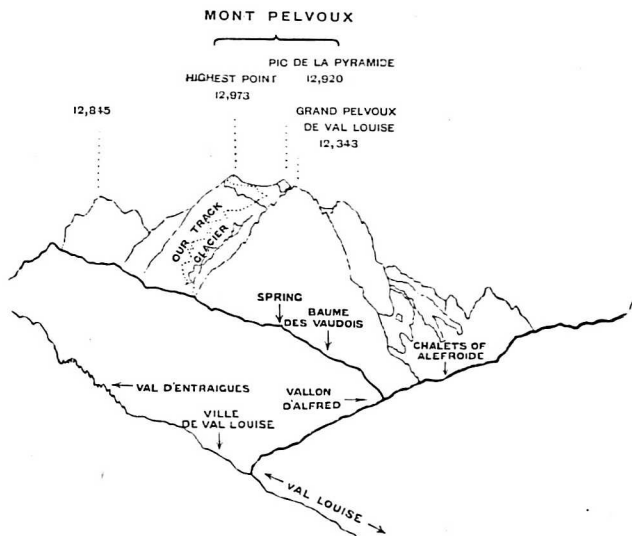 MONT PELVOUX
PIC DE LA PYRAMIDE
12,920
HIGHEST POINT
12,973
12,845
GRAND PELVOUX
DE VAL LOUISE
12,343
OUR TRACK
GLACIER
SPRING
BAUME
DES VAUDOIS
CHALETS OF
ALEFROIDE
VAL D'ENTRAIGUES
VALLON
D'ALFRED
VILLE
DE VAL LOUISE
VAL LOUISE